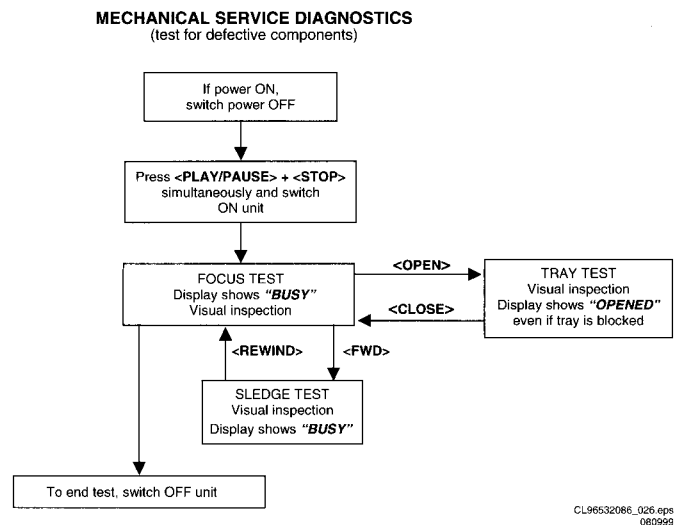 MECHANICAL SERVICE DIAGNOSTICS
(test for defective components)
If power ON,
switch power OFF
Press <PLAY/PAUSE> + <STOP>
simultaneously and switch
ON unit
FOCUS TEST
Display shows "BUSY"
Visual inspection
<OPEN>
<CLOSE>
TRAY TEST
Visual inspection
Display shows "OPENED"
even if tray is blocked
<REWIND>
<FWD>
SLEDGE TEST
Visual inspection
Display shows "BUSY"
To end test, switch OFF unit
CL96532086_026.eps
080999